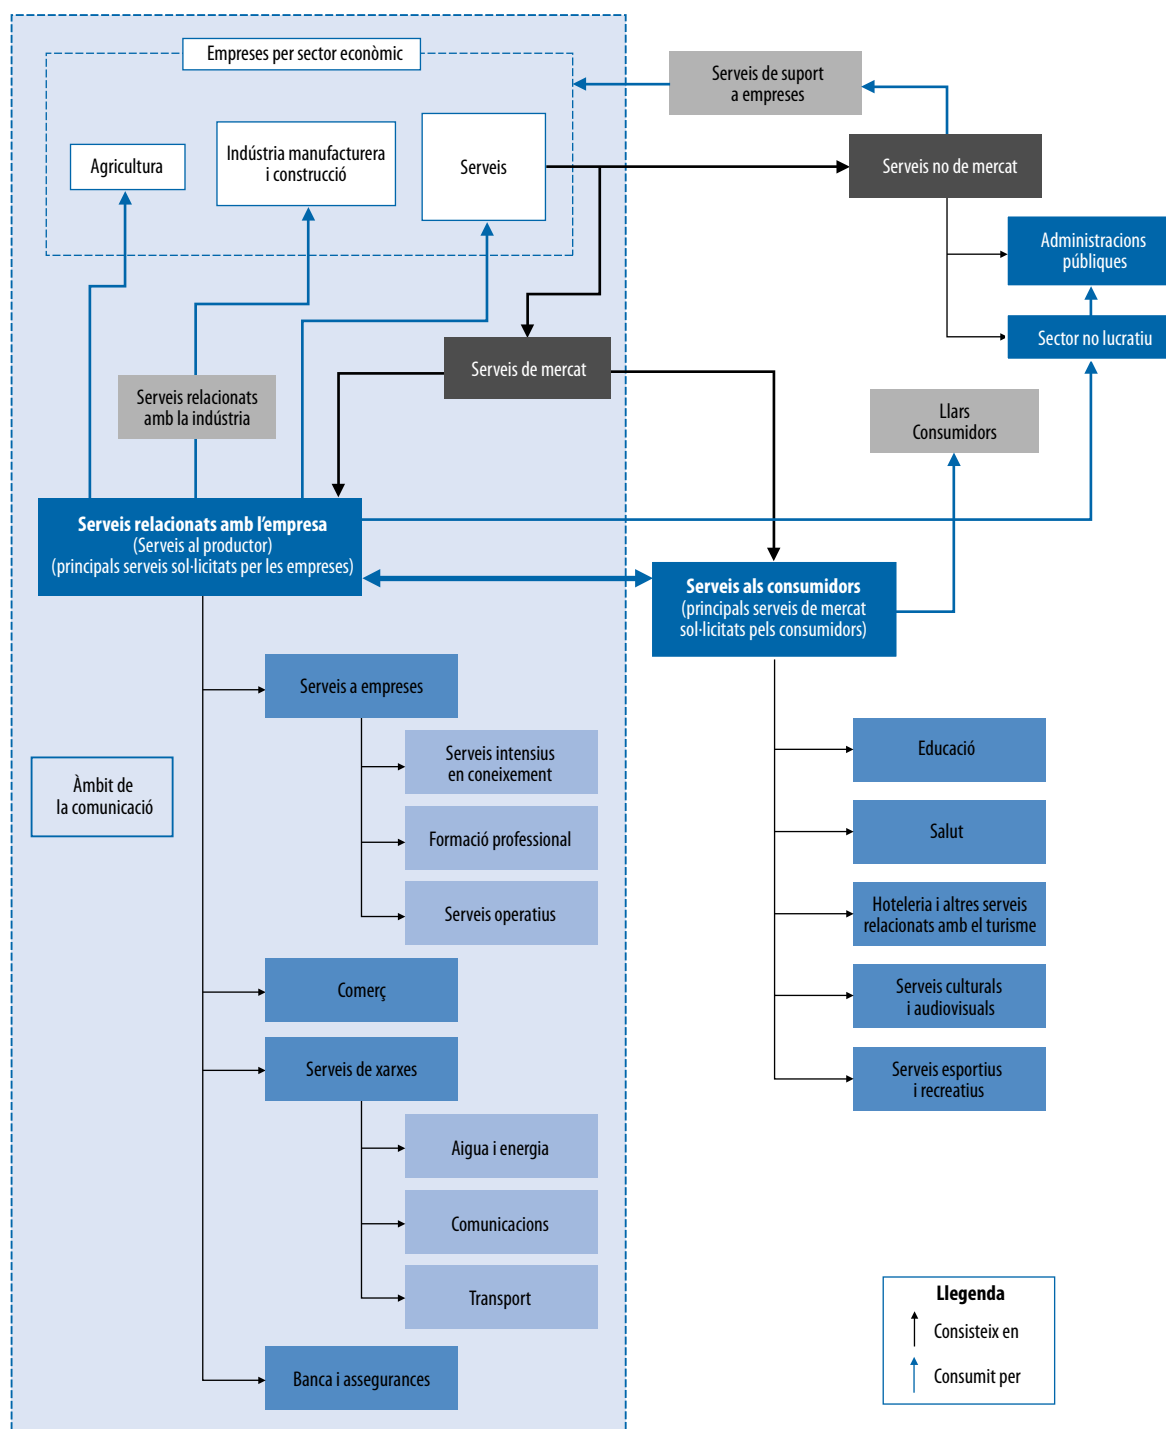 Empreses per sector econòmic
Serveis de suport
a empreses
Agricultura
Indústria manufacturera
i construcció
Serveis
Serveis no de mercat
Administracions
públiques
Sector no lucratiu
Serveis de mercat
Serveis relacionats
amb la indústria
Llars
Consumidors
Serveis relacionats amb l'empresa
(Serveis al productor)
(principals serveis sol·licitats per les empreses)
Serveis als consumidors
(principals serveis de mercat
sol·licitats pels consumidors)
Serveis a empreses
Serveis intensius
en coneixement
Formació professional
Serveis operatius
Àmbit de
la comunicació
Comerç
Serveis de xarxes
Aigua i energia
Comunicacions
Transport
Banca i assegurances
Educació
Salut
Hoteleria i altres serveis
relacionats amb el turisme
Serveis culturals
i audiovisuals
Serveis esportius
i recreatius
Llegenda
Consisteix en
Consumit per